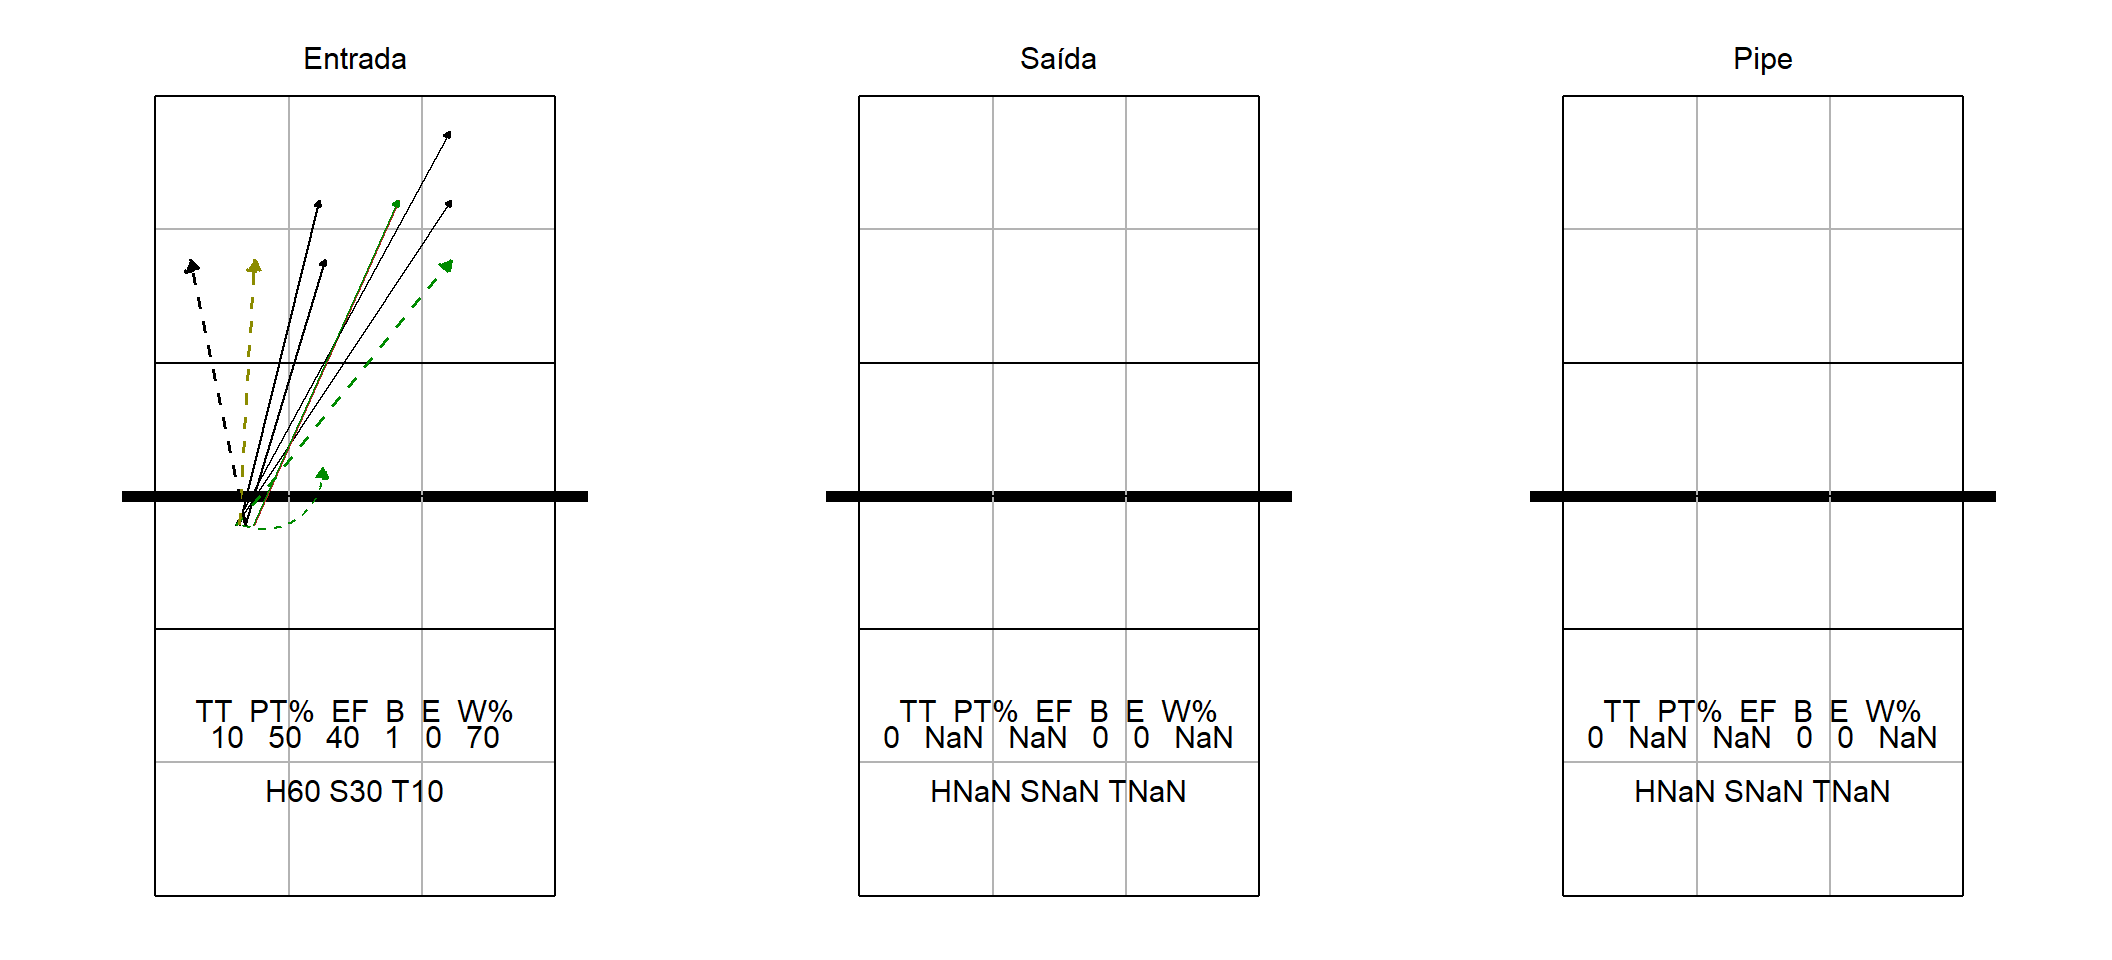 Entrada
TT PT% EF B E W%
10 50 40 1 0 70
H60 S30 T10
Saída
TT PT% EF B E W%
0 NaN NaN 0 0 NaN
HNaN SNaN TNaN
Pipe
TT PT% EF B E W%
0 NaN NaN 0 0 NaN
HNaN SNaN TNaN